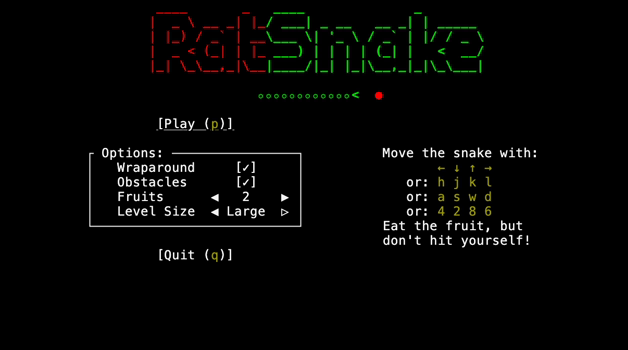 RatSnake
[Play (p)]
Options:
Wraparound [✓]
Obstacles [✓]
Fruits ◀ 2 ▶
Level Size ◀ Large ▷
[Quit (q)]
Move the snake with:
← ↓ ↑ →
or: h j k l
or: a s w d
or: 4 2 8 6
Eat the fruit, but
don't hit yourself!